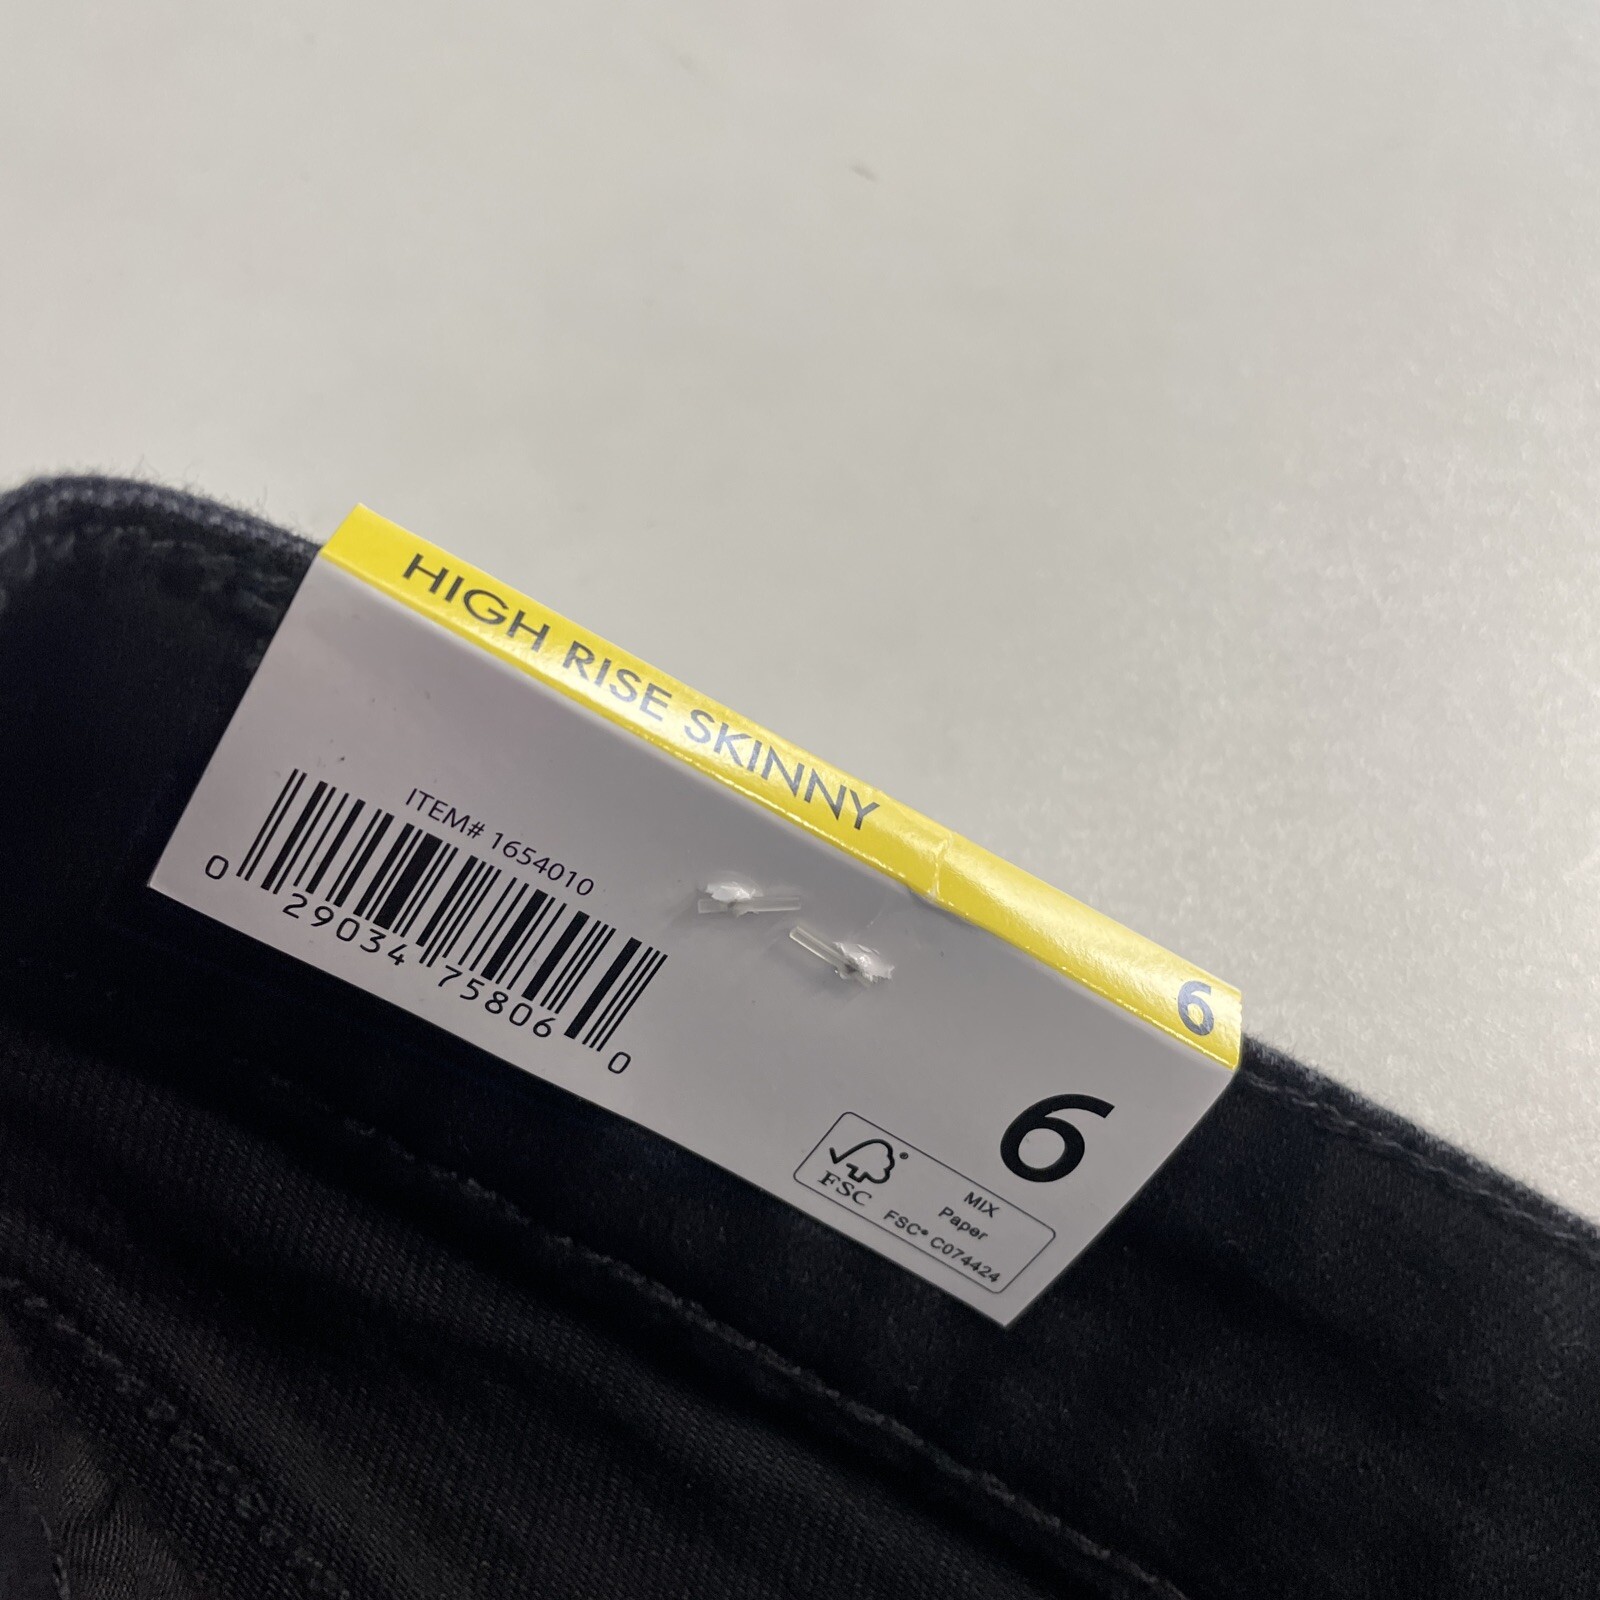 HIGH RISE SKINNY 6
ITEM# 1654010
0 29034 75806 0
6
FSC
MIX
Paper
FSC® C074424